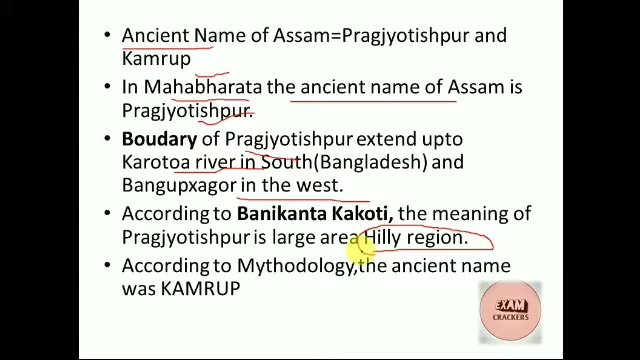 • Ancient Name of Assam=Pragjyotishpur and
Kamrup
• In Mahabharata the ancient name of Assam is
Pragjyotishpur.
• Boudary of Pragjyotishpur extend upto
Karotoa river in South(Bangladesh) and
Bangupxagor in the west.
• According to Banikanta Kakoti, the meaning of
Pragjyotishpur is large area Hilly region.
• According to Mythodology,the ancient name
was KAMRUP
EXAM
CRACKERS